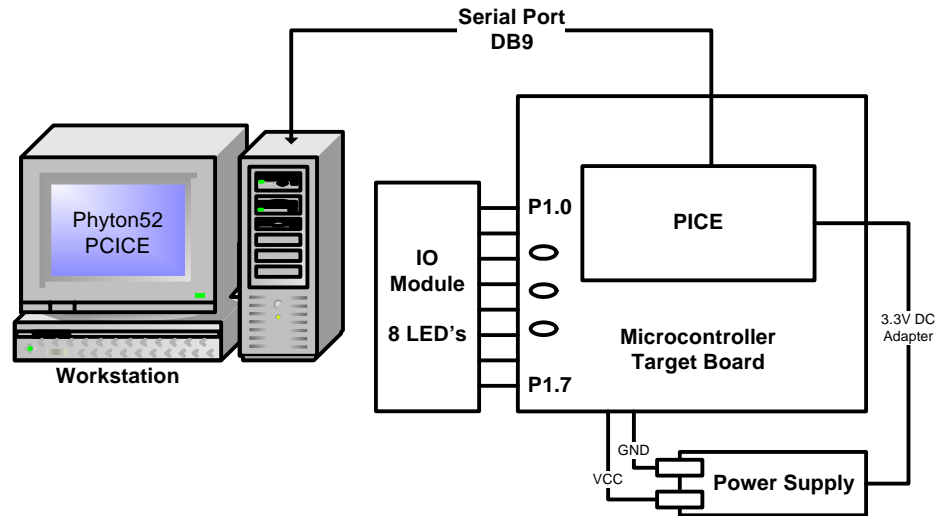 Serial Port
DB9
Phyton52
PCICE
Workstation
IO
Module
8 LED's
P1.0
P1.7
PICE
Microcontroller
Target Board
3.3V DC
Adapter
GND
VCC
Power Supply